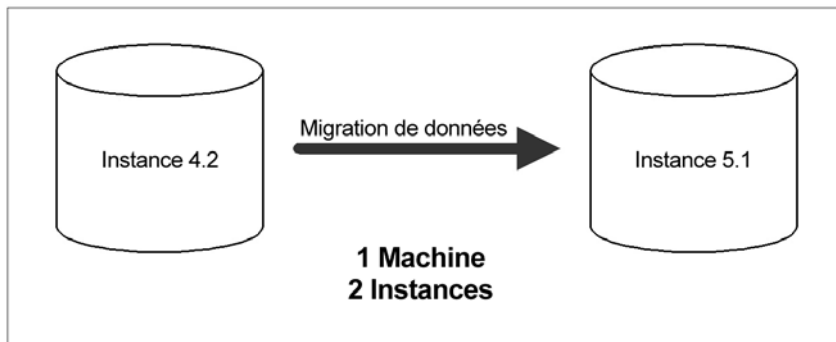 Instance 4.2
Migration de données
Instance 5.1
1 Machine
2 Instances